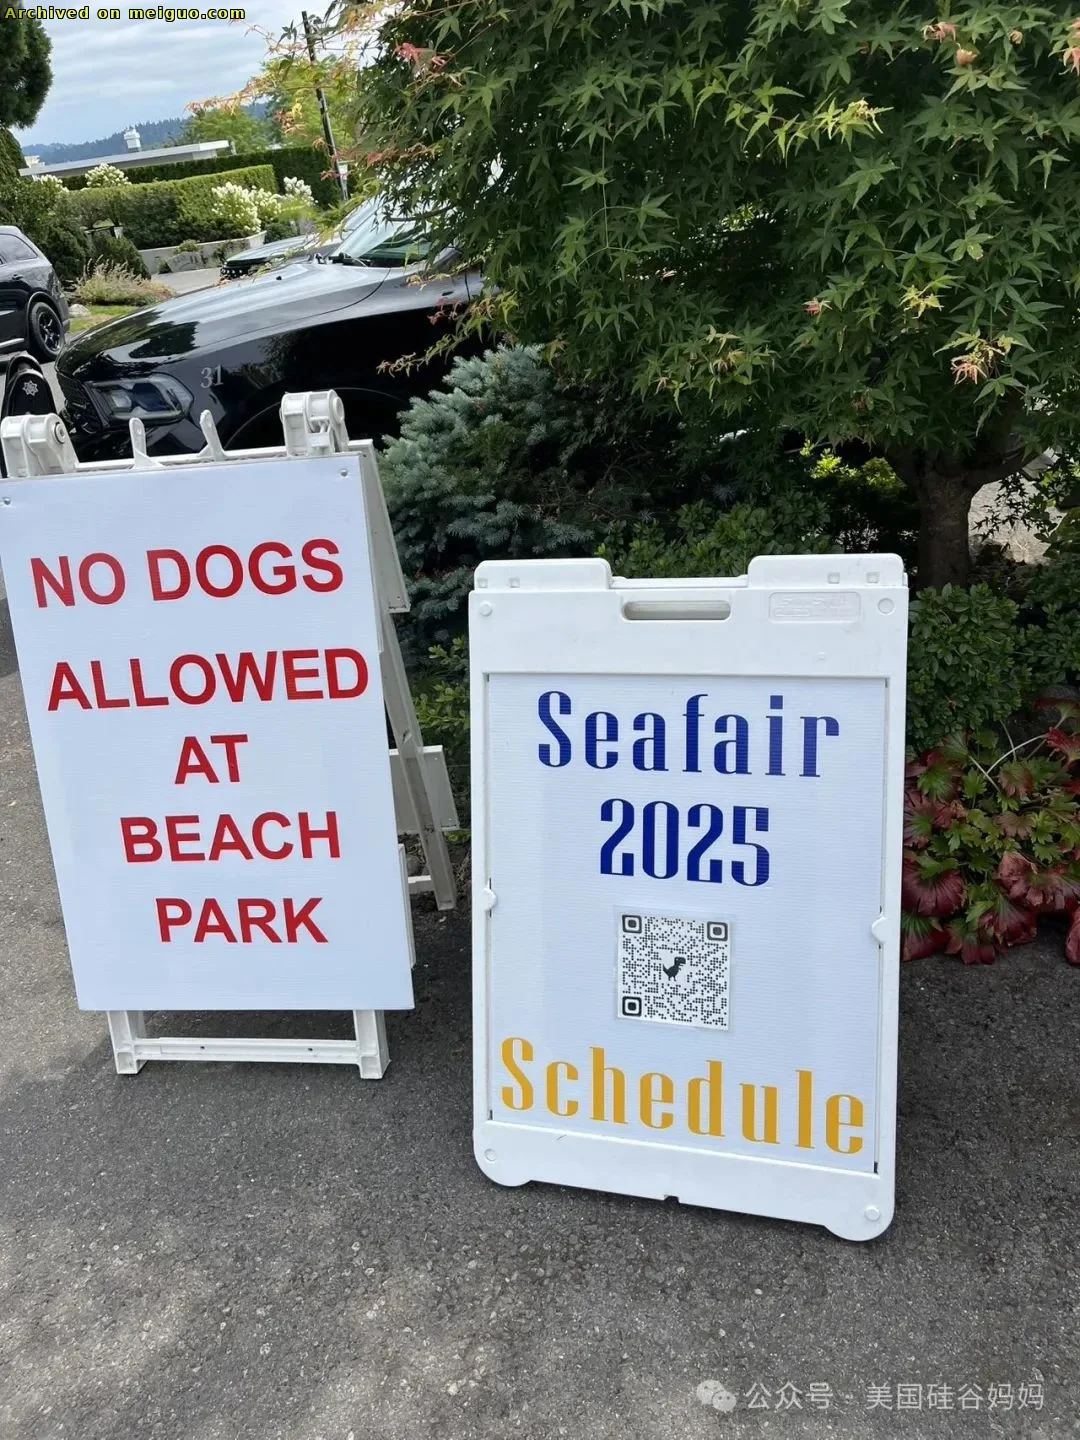 Archived on meiguo.com
31
NO DOGS
ALLOWED
AT
BEACH
PARK
Seafair
2025
Schedule
公众号 · 美国硅谷妈妈